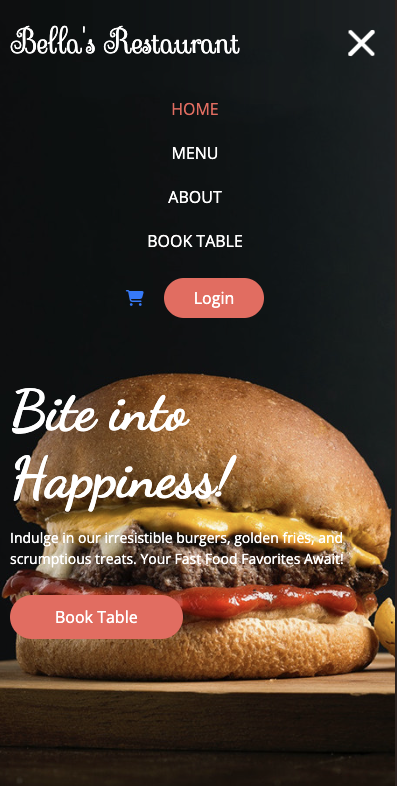 Bella's Restaurant
HOME
MENU
ABOUT
BOOK TABLE
Login
Bite into
Happiness!
Indulge in our irresistible burgers, golden fries, and
scrumptious treats. Your Fast Food Favorites Await!
Book Table